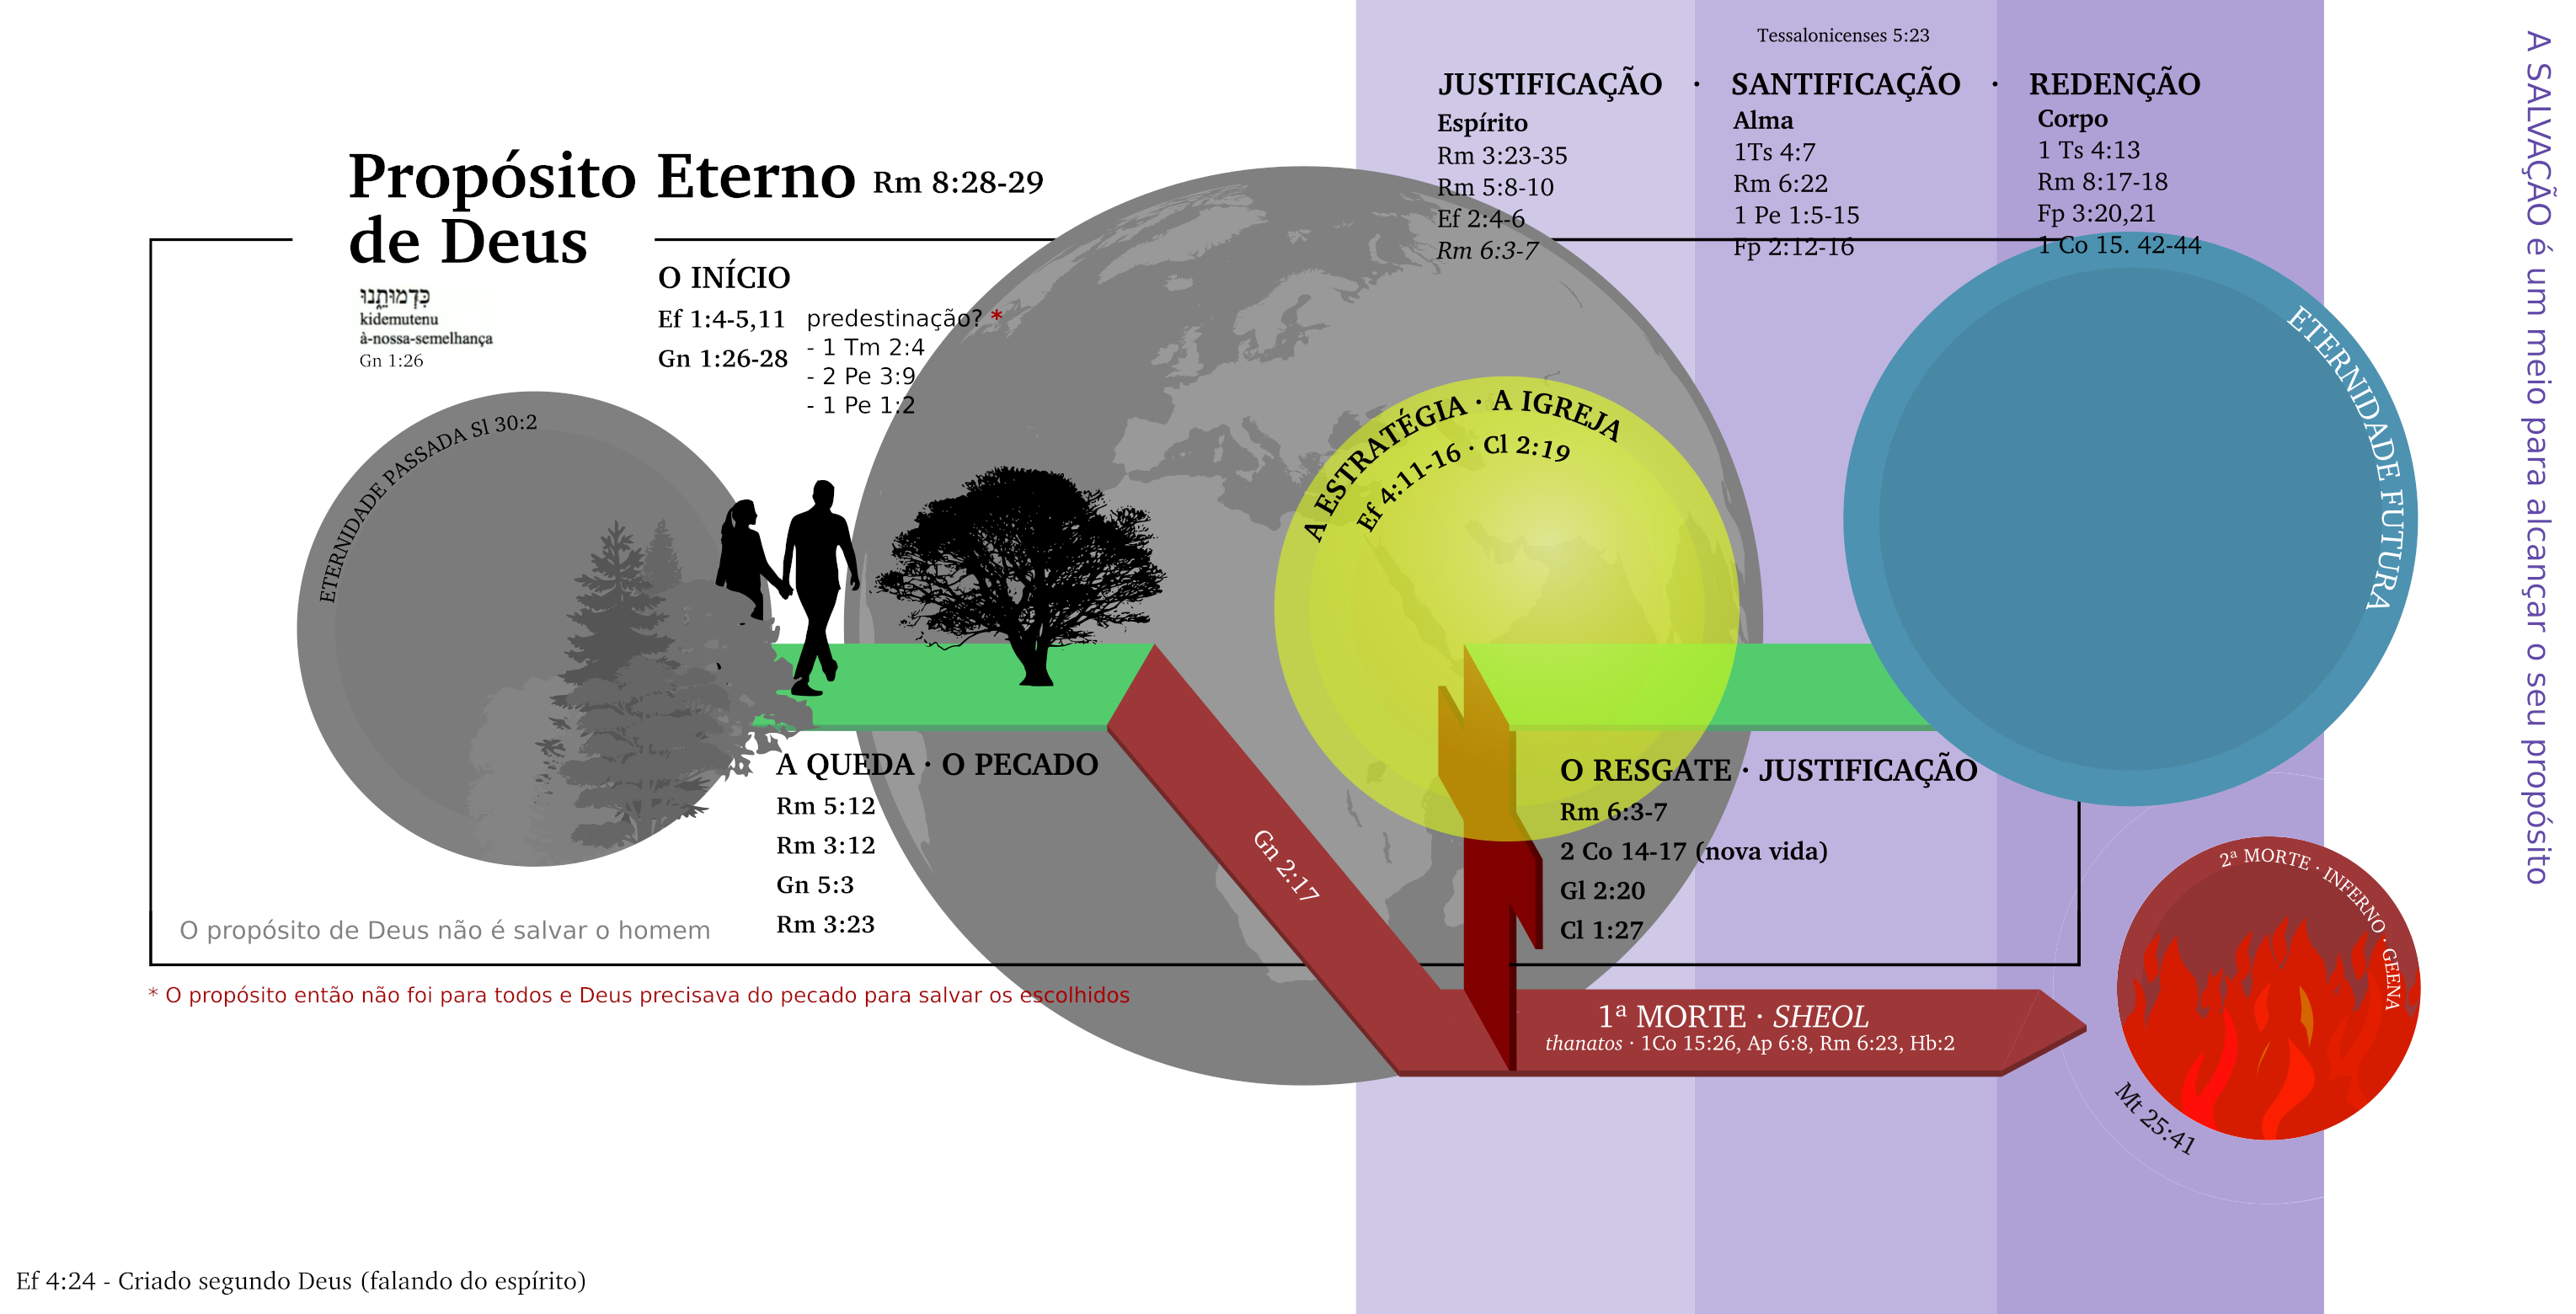 Tessalonicenses 5:23
JUSTIFICAÇÃO · SANTIFICAÇÃO · REDENÇÃO
Espírito
Rm 3:23-35
Rm 5:8-10
Ef 2:4-6
Rm 6:3-7
Alma
1Ts 4:7
Rm 6:22
1 Pe 1:5-15
Fp 2:12-16
Corpo
1 Ts 4:13
Rm 8:17-18
Fp 3:20,21
1 Co 15. 42-44
A SALVAÇÃO é um meio para alcançar o seu propósito
Propósito Eterno Rm 8:28-29
de Deus
כִּדְמוּתֵ֑נוּ
kidemutenu
à-nossa-semelhança
Gn 1:26
O INÍCIO
Ef 1:4-5,11
Gn 1:26-28
predestinação? *
- 1 Tm 2:4
- 2 Pe 3:9
- 1 Pe 1:2
ETERNIDADE PASSADA Sl 30:2
A ESTRATÉGIA · A IGREJA
Ef 4:11-16 · Cl 2:19
ETERNIDADE FUTURA
A QUEDA · O PECADO
Rm 5:12
Rm 3:12
Gn 5:3
Rm 3:23
Gn 2:17
O RESGATE · JUSTIFICAÇÃO
Rm 6:3-7
2 Co 14-17 (nova vida)
Gl 2:20
Cl 1:27
O propósito de Deus não é salvar o homem
* O propósito então não foi para todos e Deus precisava do pecado para salvar os escolhidos
1ª MORTE · SHEOL
thanatos · 1Co 15:26, Ap 6:8, Rm 6:23, Hb:2
2ª MORTE · INFERNO · GEENA
Mt 25:41
Ef 4:24 - Criado segundo Deus (falando do espírito)